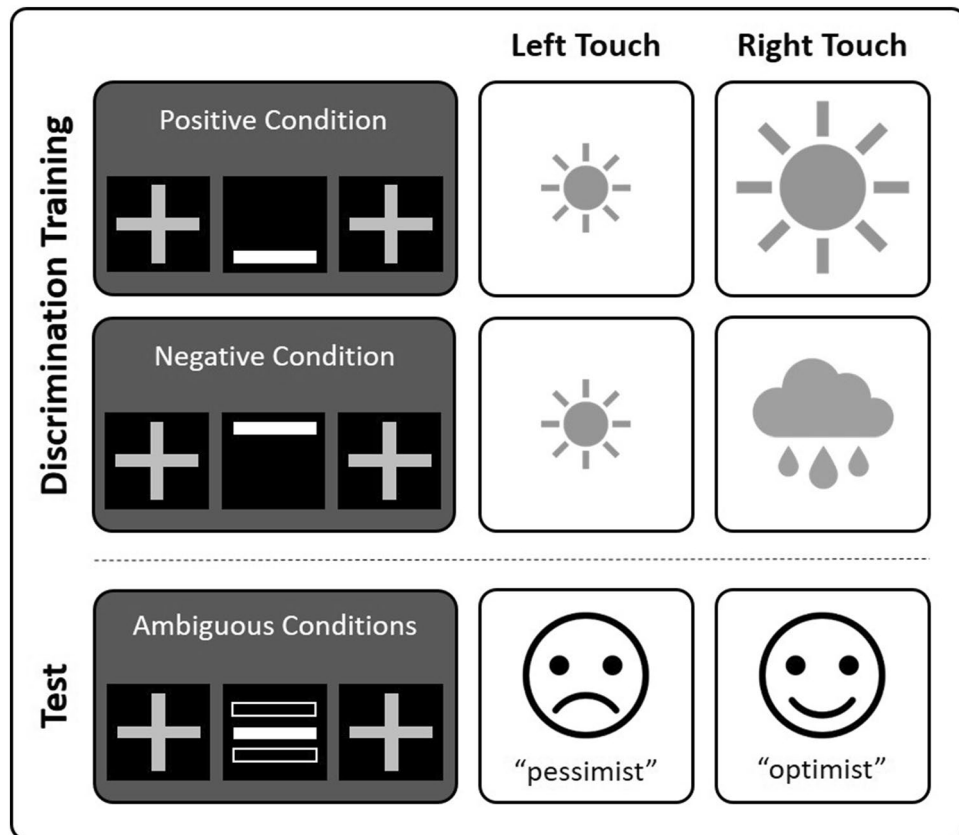 Left Touch
Right Touch
Discrimination Training
Positive Condition
Negative Condition
Test
Ambiguous Conditions
“pessimist”
“optimist”